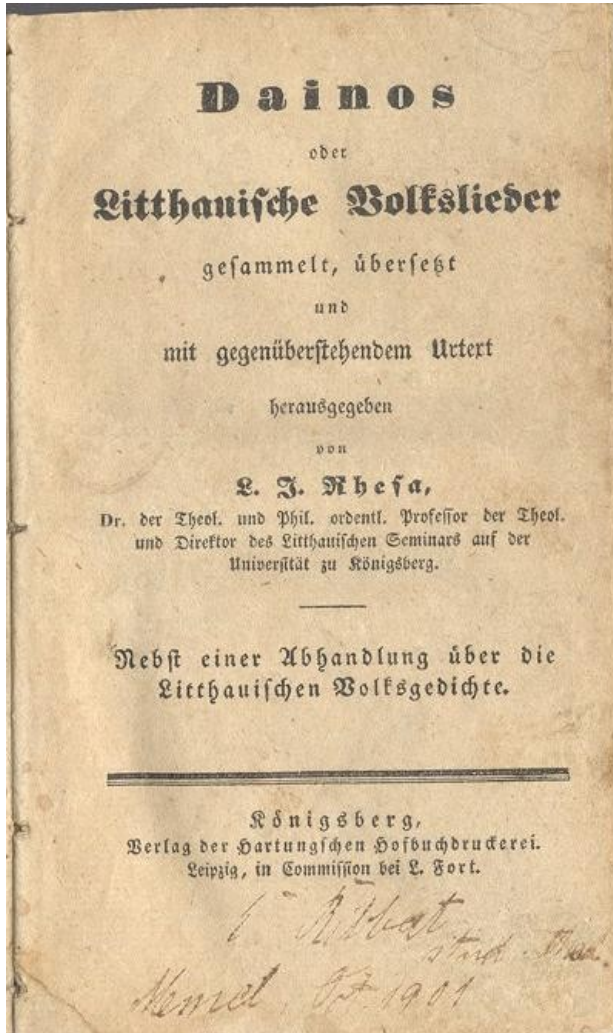 Dainos
oder
Litthauiſche Volkslieder
geſammelt, überſetzt
und
mit gegenüberſtehendem Urtext
herausgegeben
von
L. J. Rheſa,
Dr. der Theol. und Phil. ordentl. Profeſſor der Theol.
und Direktor des Litthauiſchen Seminars auf der
Univerſität zu Königsberg.
Nebſt einer Abhandlung über die
Litthauiſchen Volksgedichte.
Königsberg,
Verlag der Hartungſchen Hofbuchdruckerei.
Leipzig, in Commiſſion bei L. Fort.
stud.
Memel, 1901